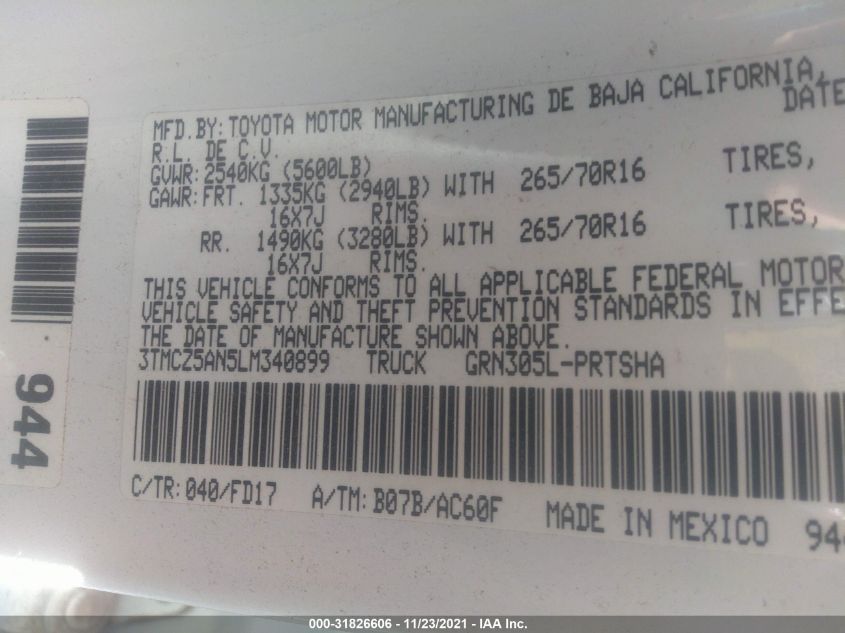 MFD.BY: TOYOTA MOTOR MANUFACTURING DE BAJA CALIFORNIA,
R.L. DE C.V. DATE
GVWR: 2540KG (5600LB)
GAWR: FRT. 1335KG (2940LB) WITH 265/70R16 TIRES,
16X7J RIMS.
RR. 1490KG (3280LB) WITH 265/70R16 TIRES,
16X7J RIMS.
THIS VEHICLE CONFORMS TO ALL APPLICABLE FEDERAL MOTOR
VEHICLE SAFETY AND THEFT PREVENTION STANDARDS IN EFFE
THE DATE OF MANUFACTURE SHOWN ABOVE.
3TMCZ5AN5LM340899 TRUCK GRN305L-PRTSHA
C/TR: 040/FD17 A/TM: B07B/AC60F MADE IN MEXICO 944
944
000-31826606 - 11/23/2021 - IAA Inc.